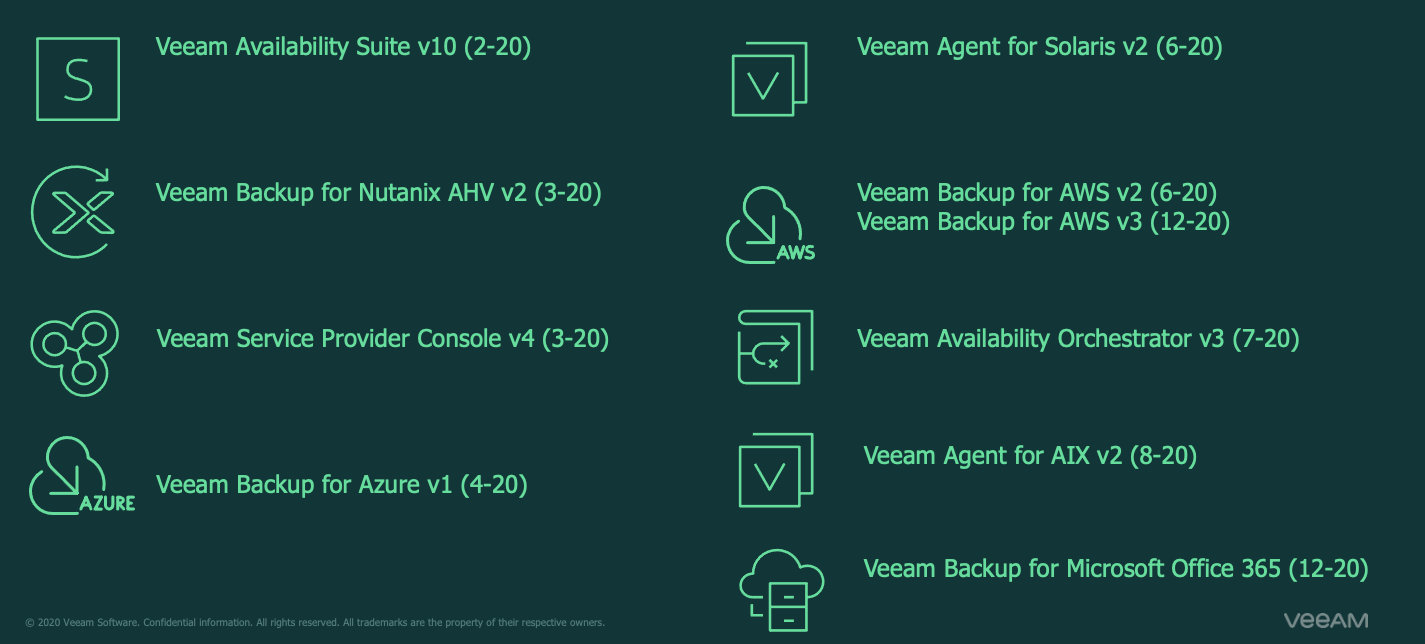 S
Veeam Availability Suite v10 (2-20)
Veeam Backup for Nutanix AHV v2 (3-20)
Veeam Service Provider Console v4 (3-20)
AZURE
Veeam Backup for Azure v1 (4-20)
V
Veeam Agent for Solaris v2 (6-20)
AWS
Veeam Backup for AWS v2 (6-20)
Veeam Backup for AWS v3 (12-20)
Veeam Availability Orchestrator v3 (7-20)
V
Veeam Agent for AIX v2 (8-20)
Veeam Backup for Microsoft Office 365 (12-20)
© 2020 Veeam Software. Confidential information. All rights reserved. All trademarks are the property of their respective owners.
veeAM